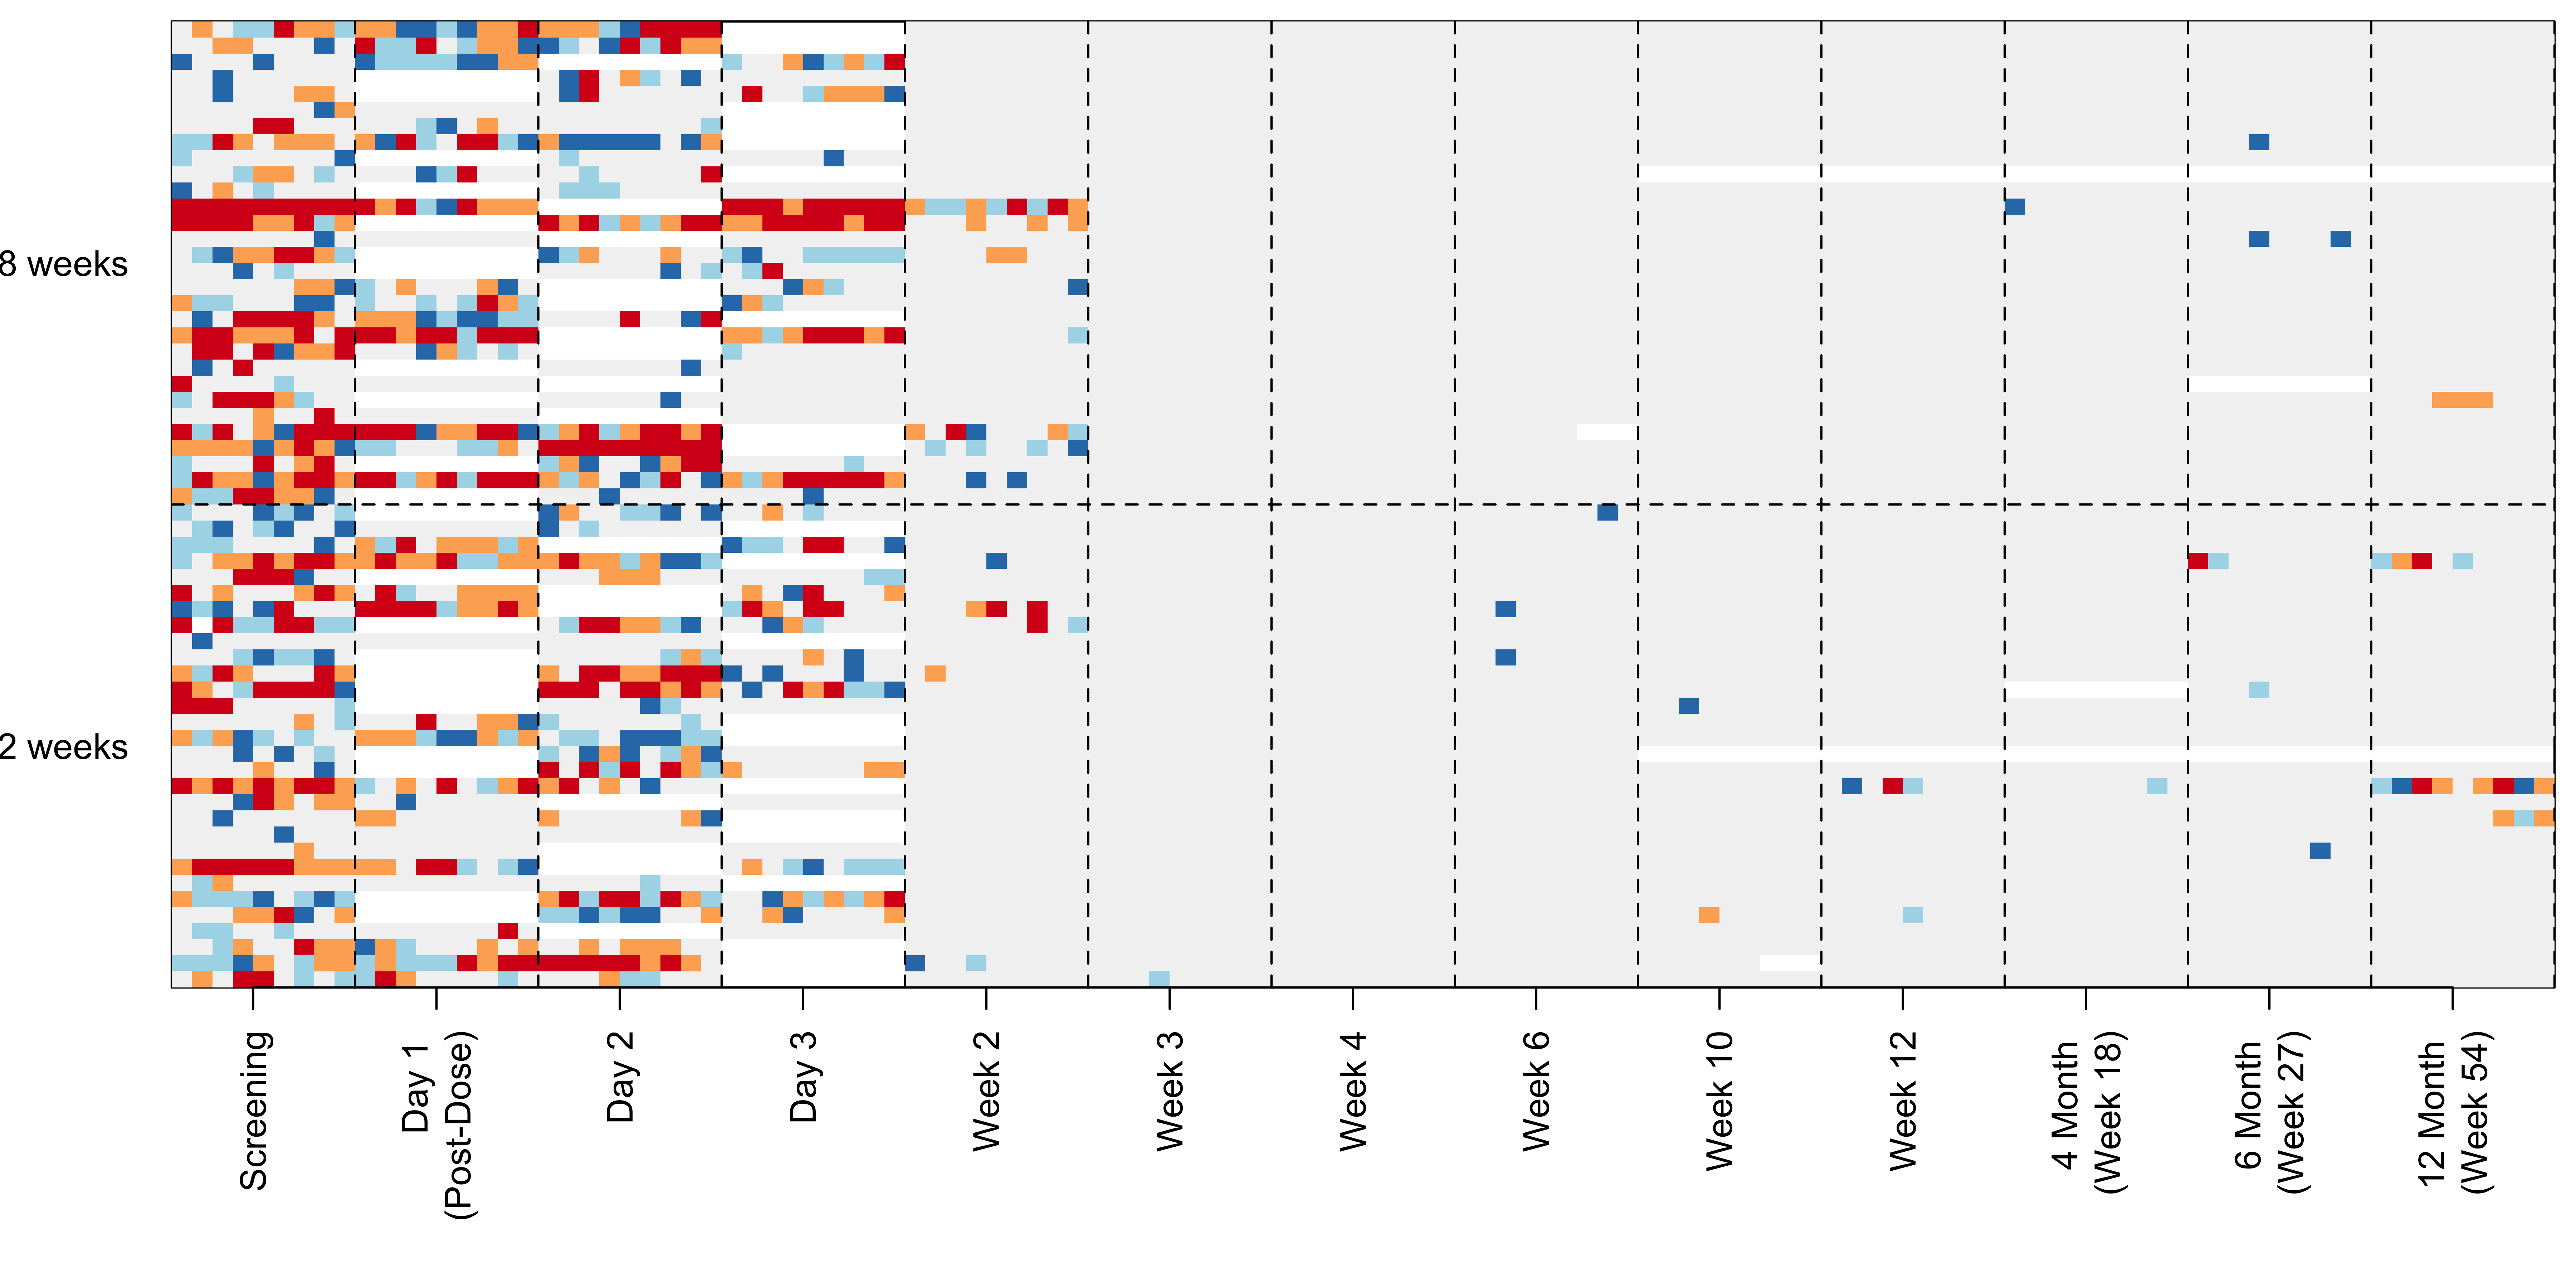 8 weeks
2 weeks
Screening
Day 1
(Post-Dose)
Day 2
Day 3
Week 2
Week 3
Week 4
Week 6
Week 10
Week 12
4 Month
(Week 18)
6 Month
(Week 27)
12 Month
(Week 54)